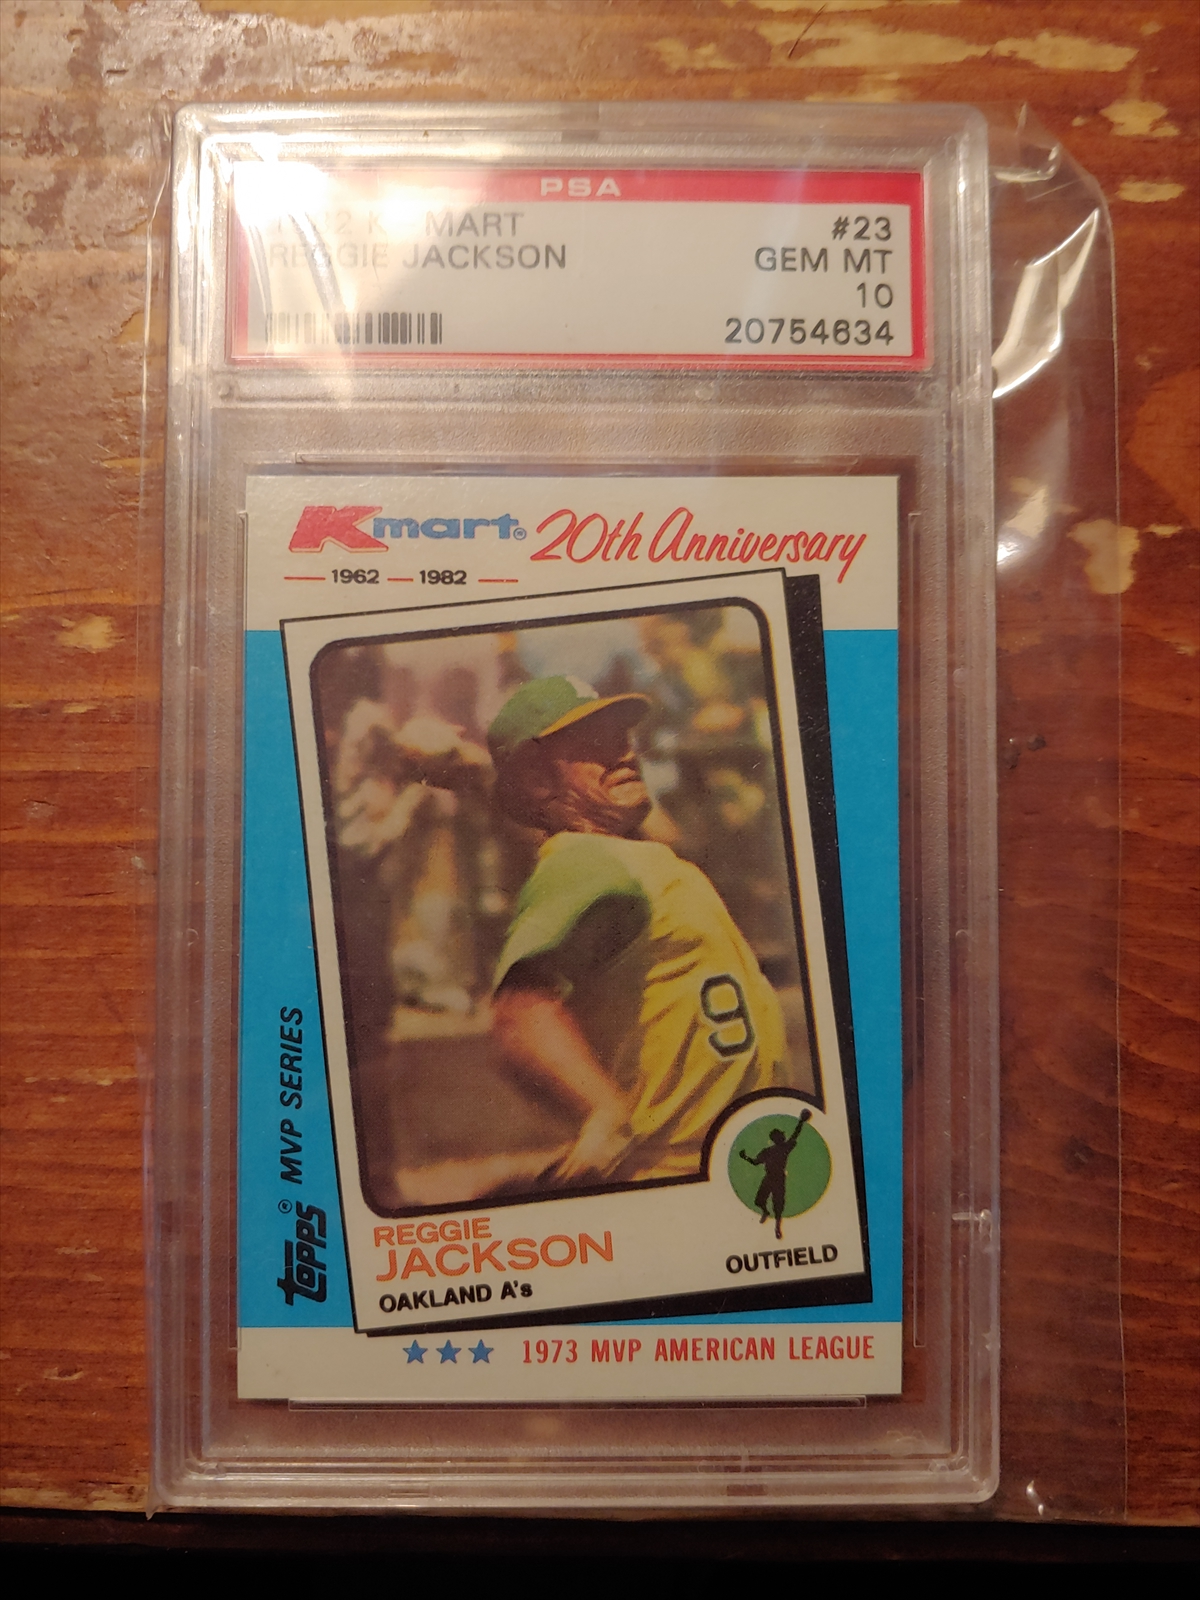 PSA
MART #23
REGGIE JACKSON GEM MT
10
20754634
Kmart® 20th Anniversary
1962 — 1982
9
Topps® MVP SERIES
REGGIE
JACKSON
OAKLAND A's
OUTFIELD
1973 MVP AMERICAN LEAGUE